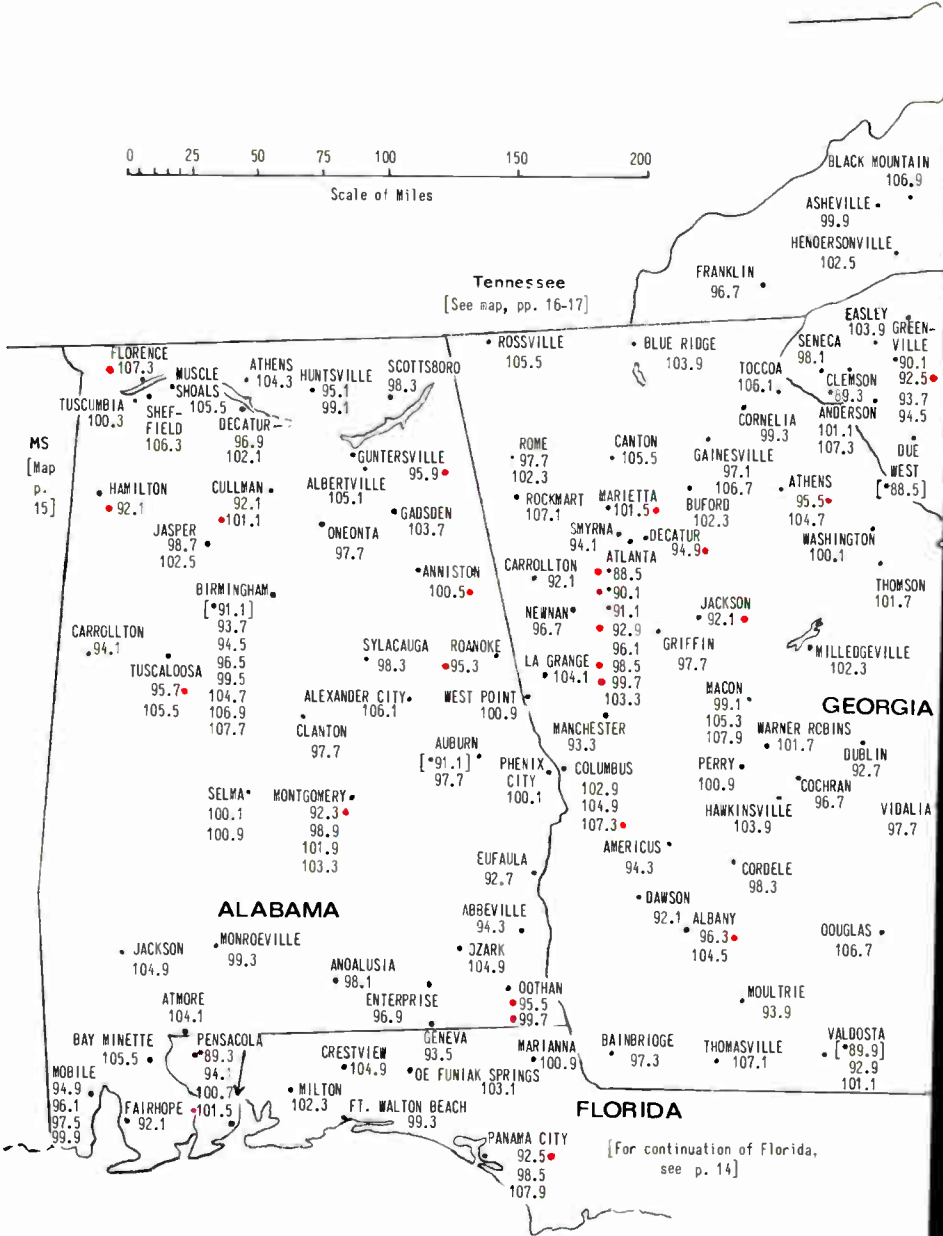 BLACK MOUNTAIN
106.9
ASHEVILLE
99.9
HENDERSONVILLE
102.5
FRANKLIN
96.7
0 25 50 75 100 150 200
Scale of Miles
Tennessee
[See map, pp. 16-17]
MS
[Map
p.
15]
FLORENCE
107.3
TUSCUMBIA
100.3
MUSCLE
SHOALS
105.5
SHEF-
FIELD
106.3
ATHENS
104.3
DECATUR
96.9
102.1
HUNTSVILLE
95.1
99.1
SCOTTSBORO
98.3
GUNTERSVILLE
95.9
ALBERTVILLE
105.1
HAMILTON
92.1
CULLMAN
92.1
101.1
GADSDEN
103.7
ONEONTA
97.7
JASPER
98.7
102.5
ANNISTON
100.5
BIRMINGHAM
[*91.1]
93.7
94.5
96.5
99.5
104.7
106.9
107.7
CARROLLTON
94.1
TUSCALOOSA
95.7
105.5
SYLACAUGA
98.3
ROANOKE
95.3
ALEXANDER CITY
106.1
WEST POINT
100.9
CLANTON
97.7
AUBURN
[*91.1]
97.7
PHENIX
CITY
100.1
SELMA
100.1
100.9
MONTGOMERY
92.3
98.9
101.9
103.3
EUFAULA
92.7
ALABAMA
ABBEVILLE
94.3
JACKSON
104.9
MONROEVILLE
99.3
OZARK
104.9
ANOALUSIA
98.1
ENTERPRISE
96.9
OOTHAN
95.5
99.7
ATMORE
104.1
GENEVA
93.5
BAY MINETTE
105.5
MOBILE
94.9
96.1
97.5
99.9
FAIRHOPE
92.1
PENSACOLA
*89.3
94.1
100.7
101.5
CRESTVIEW
104.9
MILTON
102.3
OE FUNIAK SPRINGS
103.1
FT. WALTON BEACH
99.3
MARIANNA
100.9
PANAMA CITY
92.5
98.5
107.9
FLORIDA
[For continuation of Florida,
see p. 14]
ROSSVILLE
105.5
BLUE RIDGE
103.9
TOCCOA
106.1
CORNELIA
99.3
EASLEY
103.9
SENECA
98.1
CLEMSON
*89.3
GREEN-
VILLE
*90.1
92.5
93.7
94.5
ANDERSON
101.1
107.3
DUE
WEST
[*88.5]
ROME
97.7
102.3
CANTON
105.5
GAINESVILLE
97.1
106.7
ROCKMART
107.1
MARIETTA
101.5
BUFORD
102.3
ATHENS
95.5
104.7
SMYRNA
94.1
DECATUR
94.9
WASHINGTON
100.1
CARROLLTON
92.1
ATLANTA
*88.5
*90.1
*91.1
92.9
96.1
98.5
99.7
103.3
THOMSON
101.7
NEWNAN
96.7
JACKSON
92.1
GRIFFIN
97.7
MILLEDGEVILLE
102.3
LA GRANGE
104.1
MACON
99.1
105.3
107.9
GEORGIA
MANCHESTER
93.3
WARNER ROBINS
101.7
DUBLIN
92.7
COLUMBUS
102.9
104.9
107.3
PERRY
100.9
COCHRAN
96.7
HAWKINSVILLE
103.9
VIDALIA
97.7
AMERICUS
94.3
CORDELE
98.3
DAWSON
92.1
ALBANY
96.3
104.5
OOUGLAS
106.7
MOULTRIE
93.9
BAINBRIDGE
97.3
THOMASVILLE
107.1
VALDOSTA
[*89.9]
92.9
101.1